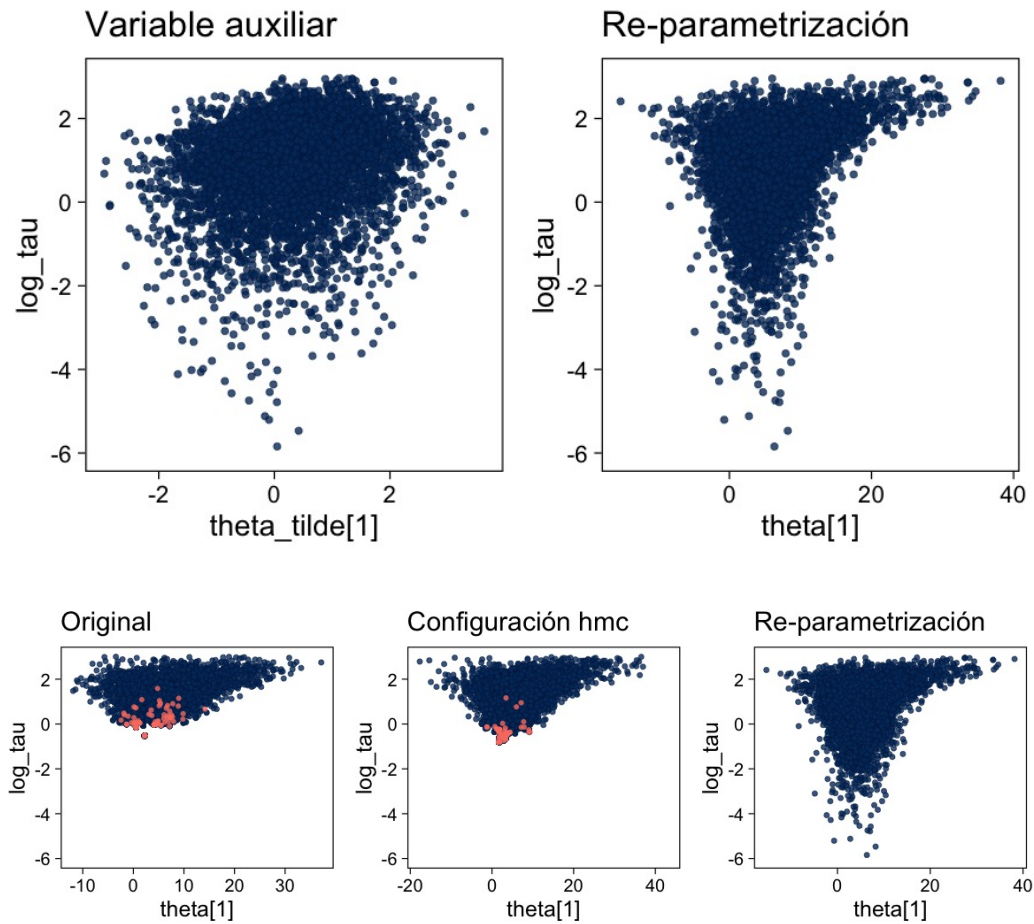 Variable auxiliar
Re-parametrización
log_tau
2
0
-2
-4
-6
-2
0
2
theta_tilde[1]
log_tau
2
0
-2
-4
-6
0
20
40
theta[1]
Original
Configuración hmc
Re-parametrización
log_tau
2
0
-2
-4
-6
-10
0
10
20
30
theta[1]
log_tau
2
0
-2
-4
-6
-20
0
20
40
theta[1]
log_tau
2
0
-2
-4
-6
0
20
40
theta[1]